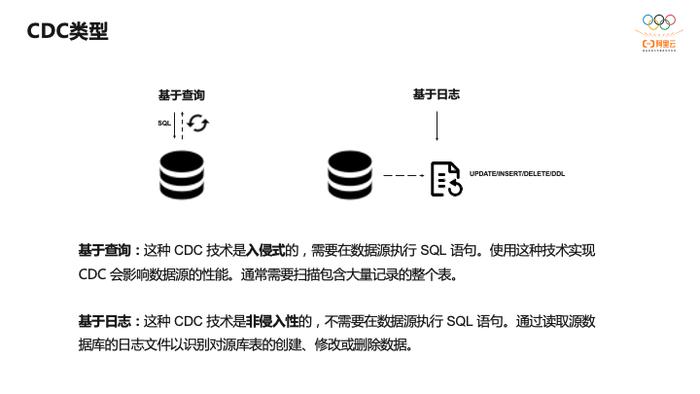 CDC类型
阿里云
基于查询
基于日志
SQL
UPDATE/INSERT/DELETE/DDL
基于查询：这种 CDC 技术是入侵式的，需要在数据源执行 SQL 语句。使用这种技术实现
CDC 会影响数据源的性能。通常需要扫描包含大量记录的整个表。
基于日志：这种 CDC 技术是非侵入性的，不需要在数据源执行 SQL 语句。通过读取源数
据库的日志文件以识别对源库表的创建、修改或删除数据。